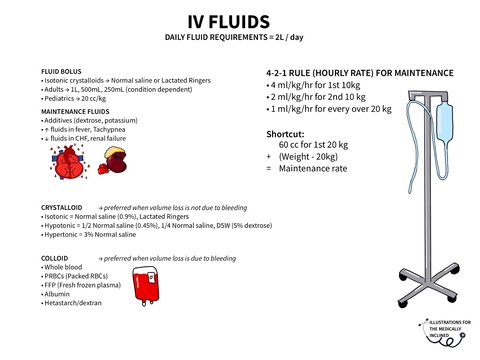 IV FLUIDS
DAILY FLUID REQUIREMENTS = 2L / day
FLUID BOLUS
• Isotonic crystalloids → Normal saline or Lactated Ringers
• Adults → 1L, 500mL, 250mL (condition dependent)
• Pediatrics → 20 cc/kg
MAINTENANCE FLUIDS
• Additives (dextrose, potassium)
• ↑ fluids in fever, Tachypnea
• ↓ fluids in CHF, renal failure
CRYSTALLOID → preferred when volume loss is not due to bleeding
• Isotonic = Normal saline (0.9%), Lactated Ringers
• Hypotonic = 1/2 Normal saline (0.45%), 1/4 Normal saline, D5W (5% dextrose)
• Hypertonic = 3% Normal saline
COLLOID → preferred when volume loss is due to bleeding
• Whole blood
• PRBCs (Packed RBCs)
• FFP (Fresh frozen plasma)
• Albumin
• Hetastarch/dextran
4-2-1 RULE (HOURLY RATE) FOR MAINTENANCE
• 4 ml/kg/hr for 1st 10kg
• 2 ml/kg/hr for 2nd 10 kg
• 1 ml/kg/hr for every over 20 kg
Shortcut:
60 cc for 1st 20 kg
+ (Weight - 20kg)
= Maintenance rate
ILLUSTRATIONS FOR
THE MEDICALLY
INCLINED